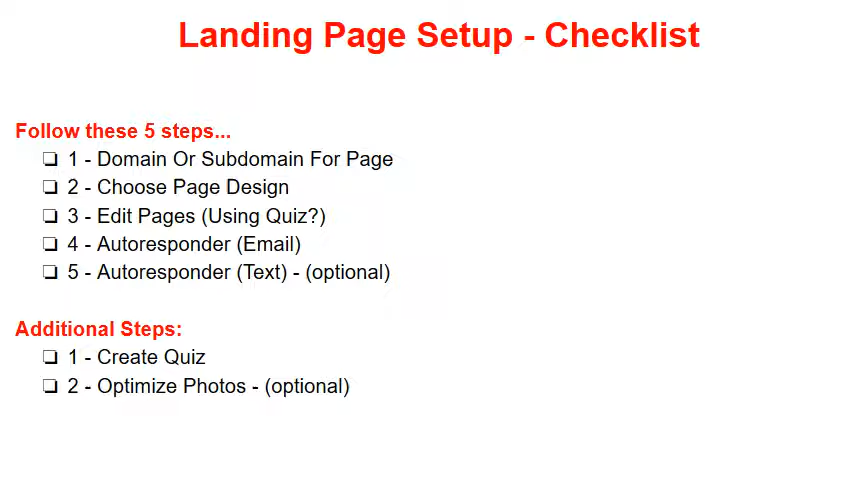 Landing Page Setup - Checklist
Follow these 5 steps...
❏ 1 - Domain Or Subdomain For Page
❏ 2 - Choose Page Design
❏ 3 - Edit Pages (Using Quiz?)
❏ 4 - Autoresponder (Email)
❏ 5 - Autoresponder (Text) - (optional)
Additional Steps:
❏ 1 - Create Quiz
❏ 2 - Optimize Photos - (optional)